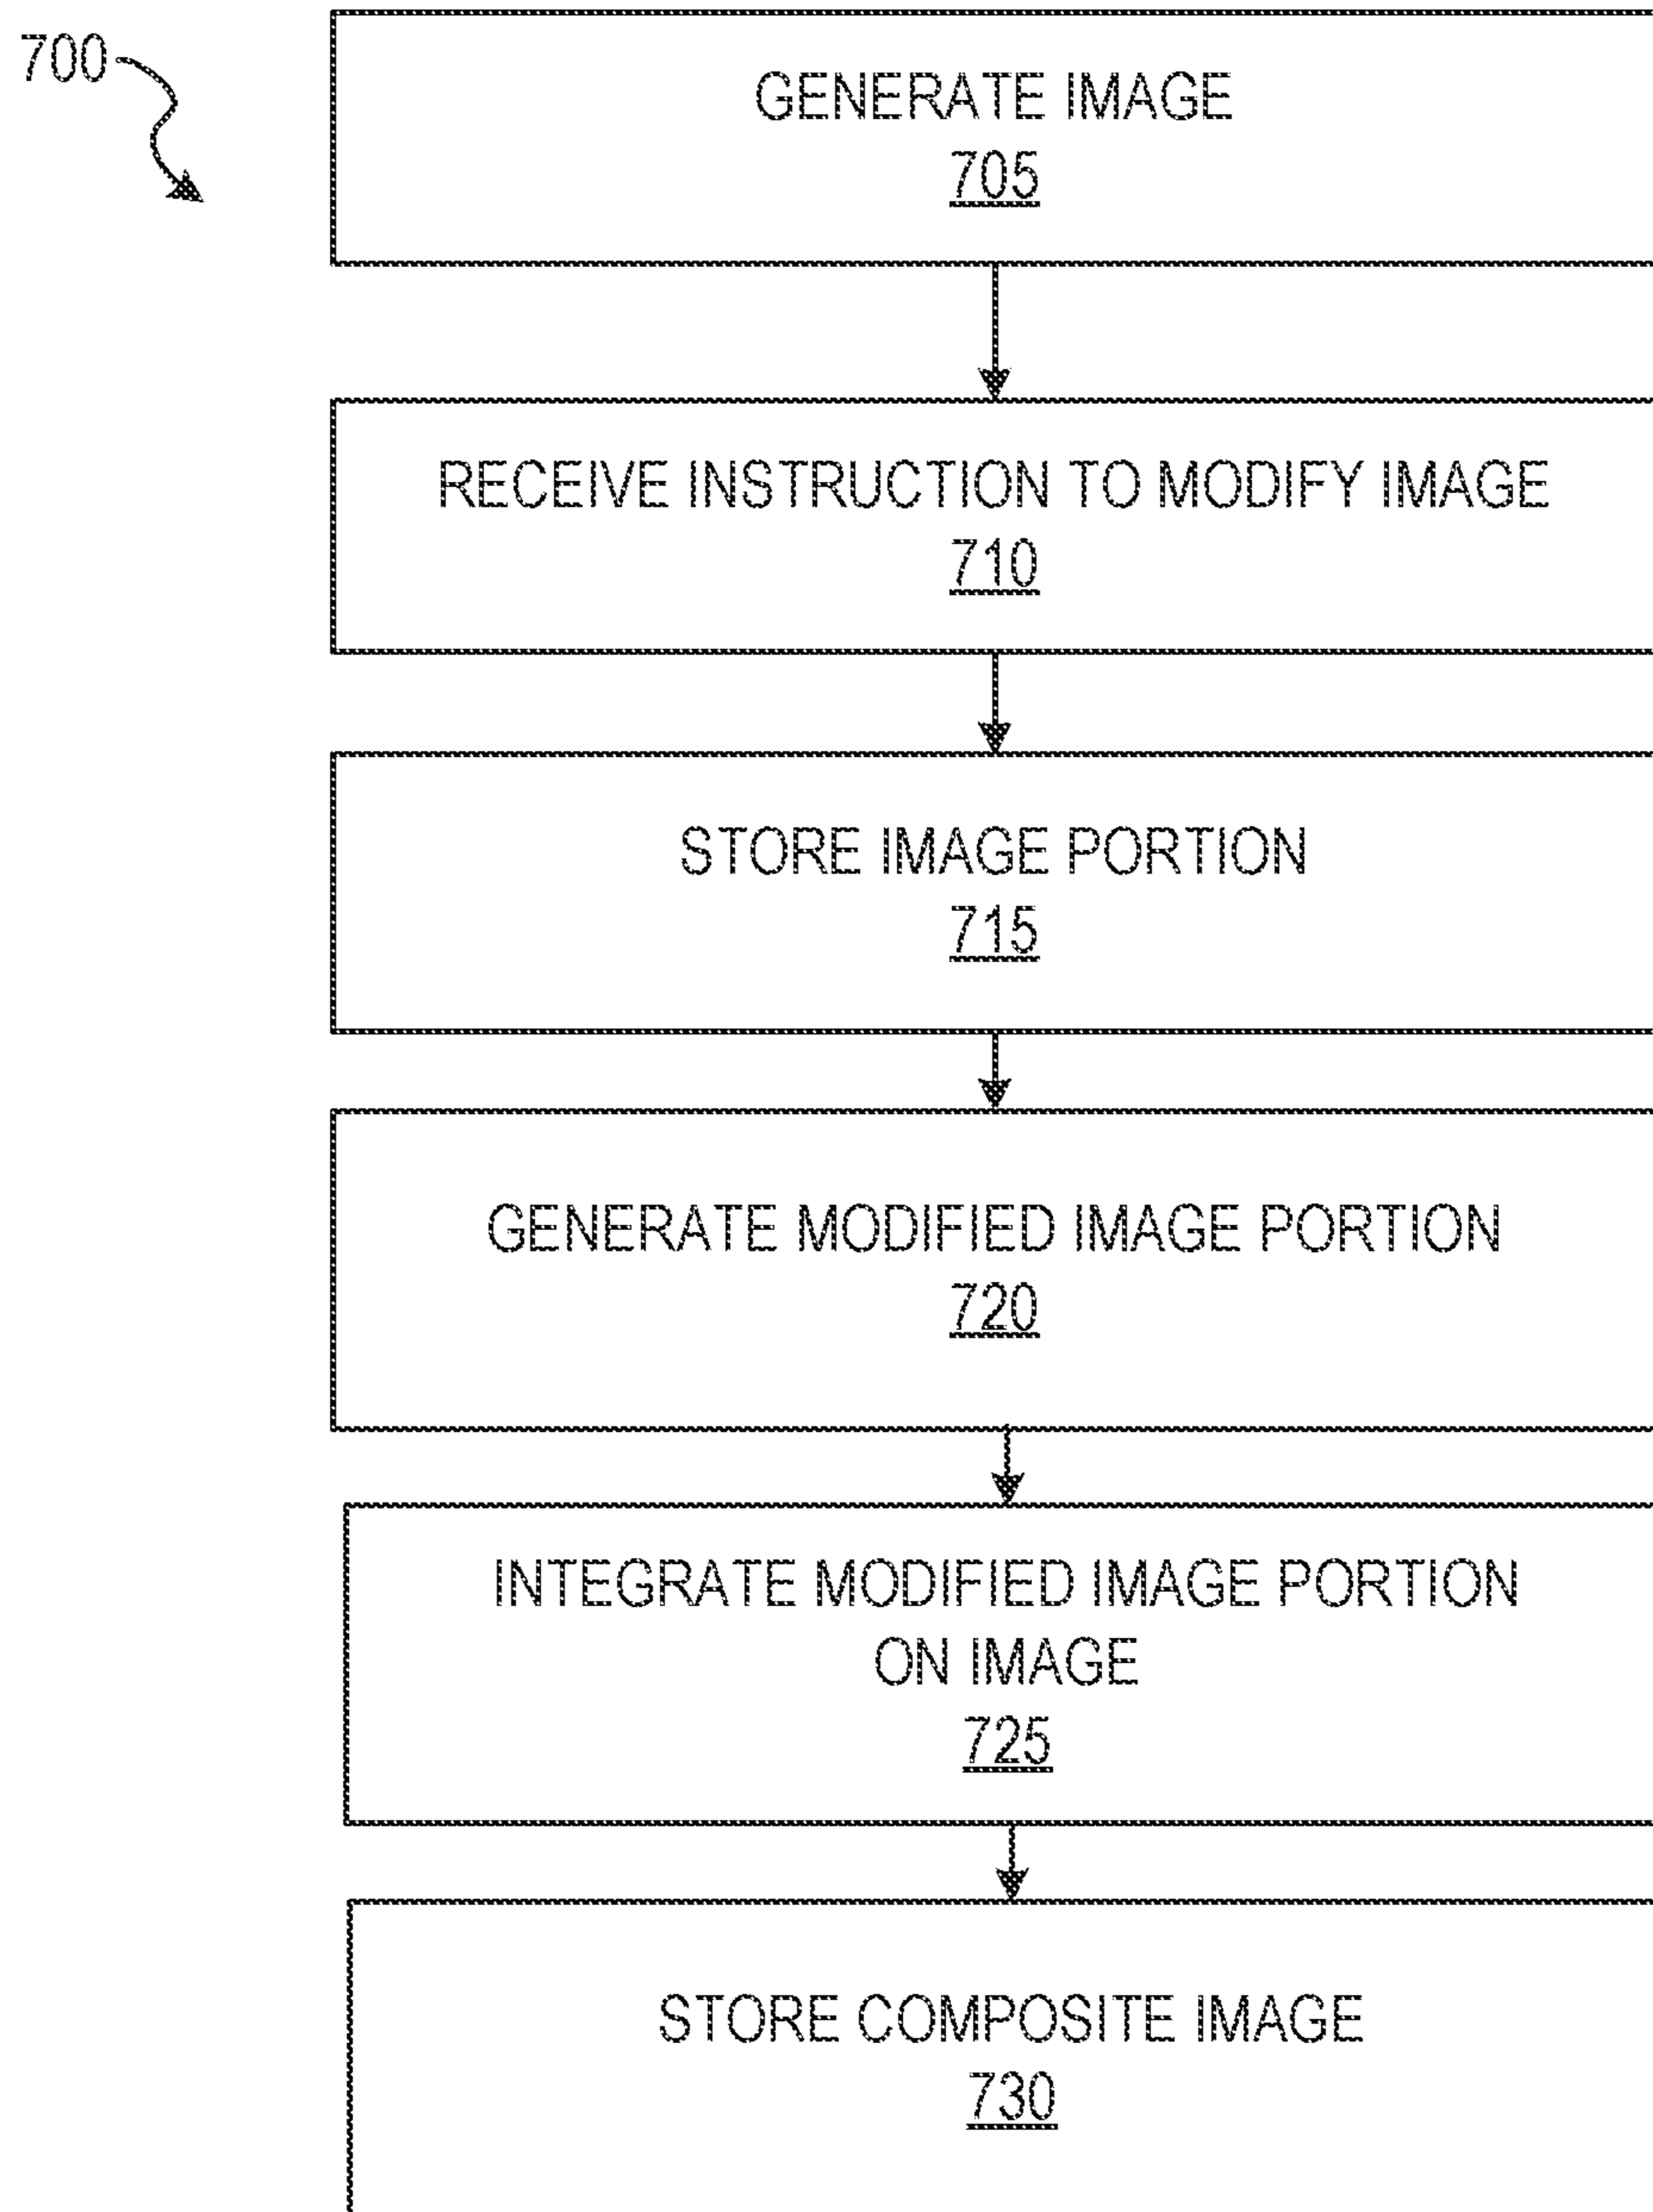 700
GENERATE IMAGE
705
RECEIVE INSTRUCTION TO MODIFY IMAGE
710
STORE IMAGE PORTION
715
GENERATE MODIFIED IMAGE PORTION
720
INTEGRATE MODIFIED IMAGE PORTION
ON IMAGE
725
STORE COMPOSITE IMAGE
730